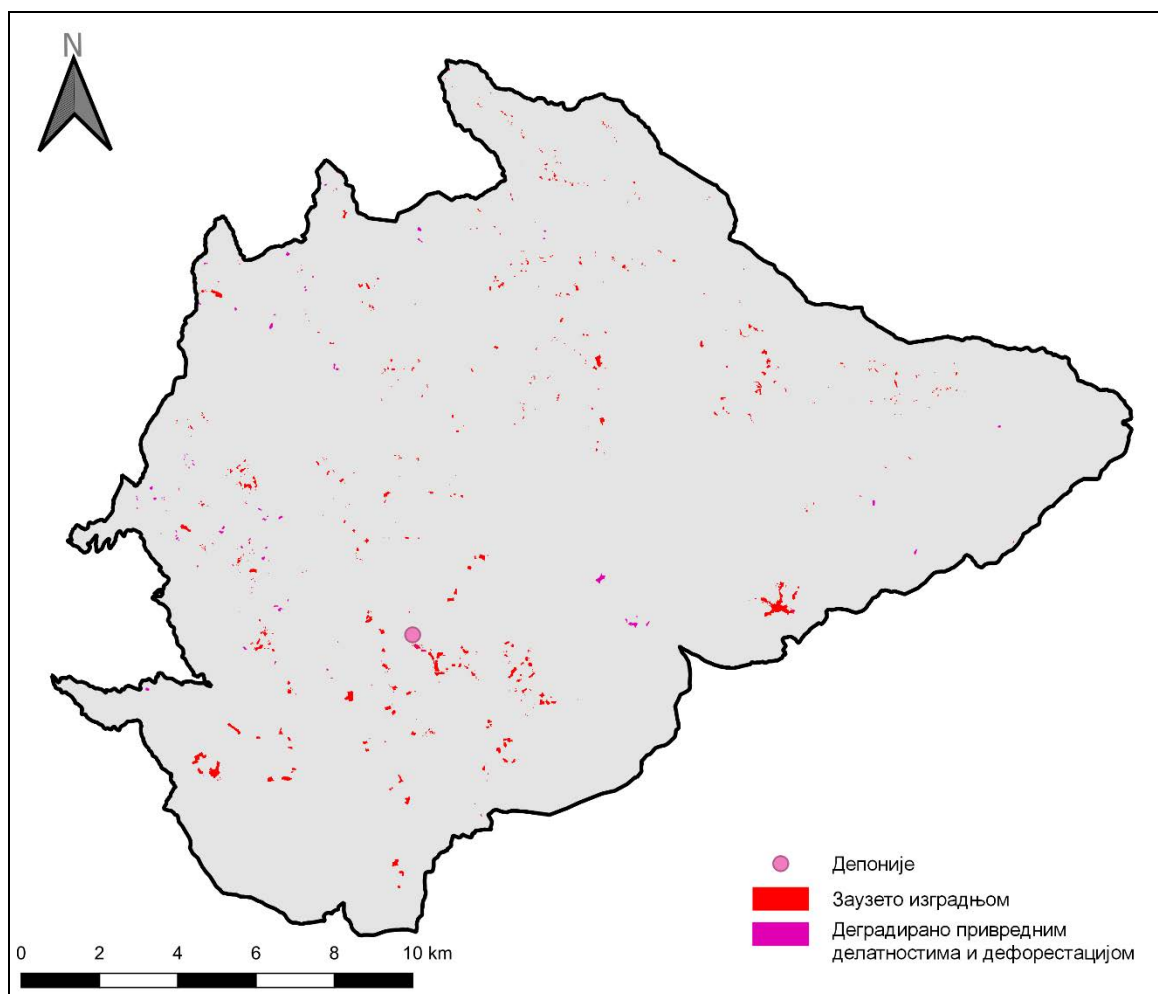 N
Депоније
Заузето изградњом
Деградирано привредним
делатностима и дефорестацијом
0 2 4 6 8 10 km